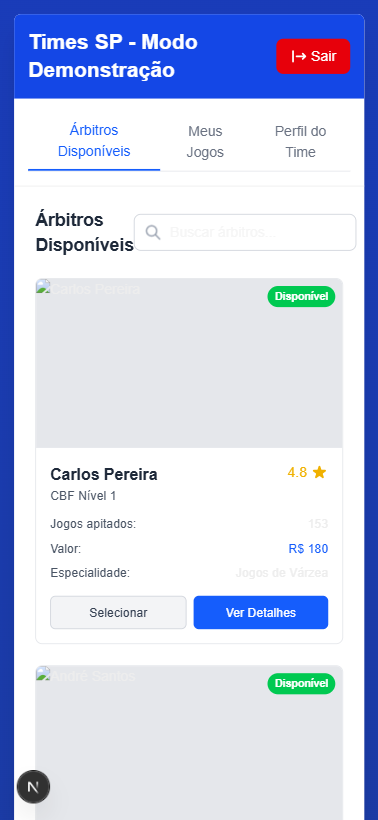 Times SP - Modo
Demonstração
Sair
Árbitros
Disponíveis
Meus
Jogos
Perfil do
Time
Árbitros
Disponíveis
Buscar árbitros...
Carlos Pereira
Disponível
Carlos Pereira
4.8
CBF Nível 1
Jogos apitados:
153
Valor:
R$ 180
Especialidade:
Jogos de Várzea
Selecionar
Ver Detalhes
André Santos
Disponível
N